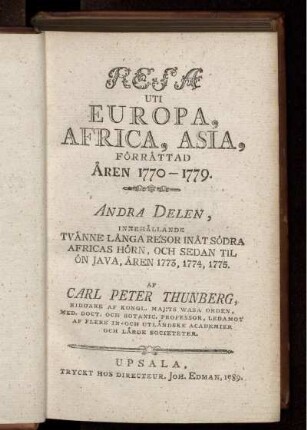 RESA
UTI
EUROPA,
AFRICA, ASIA,
FÖRRÄTTAD
ÅREN 1770-1779.
ANDRA DELEN,
INNEHÅLLANDE
TVÄNNE LÅNGA RESOR INÅT SÖDRA
AFRICAS HÖRN, OCH SEDAN TIL
ÖN JAVA, ÅREN 1773, 1774, 1775.
AF
CARL PETER THUNBERG,
RIDDARE AF KONGL. MAJTS WASA ORDEN,
MED. DOCT. OCH BOTANIC. PROFESSOR, LEDAMOT
AF FLERE IN- OCH UTLÄNDSKE ACADEMIER
OCH LÄRDE SOCIETETER.
UPSALA,
TRYCKT HOS DIRECTEUR. JOH. EDMAN, 1789.